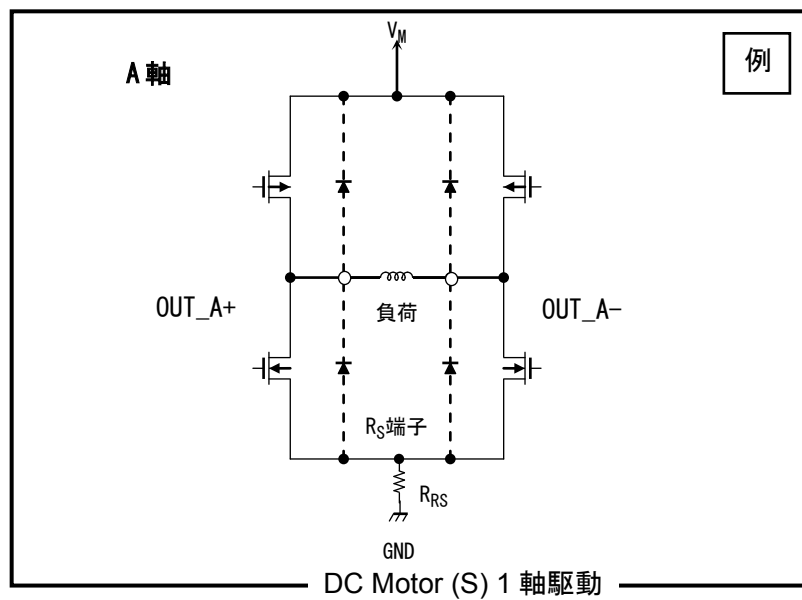 V_M
A 軸
例
OUT_A+
負荷
OUT_A-
R_S端子
R_RS
GND
DC Motor (S) 1 軸駆動